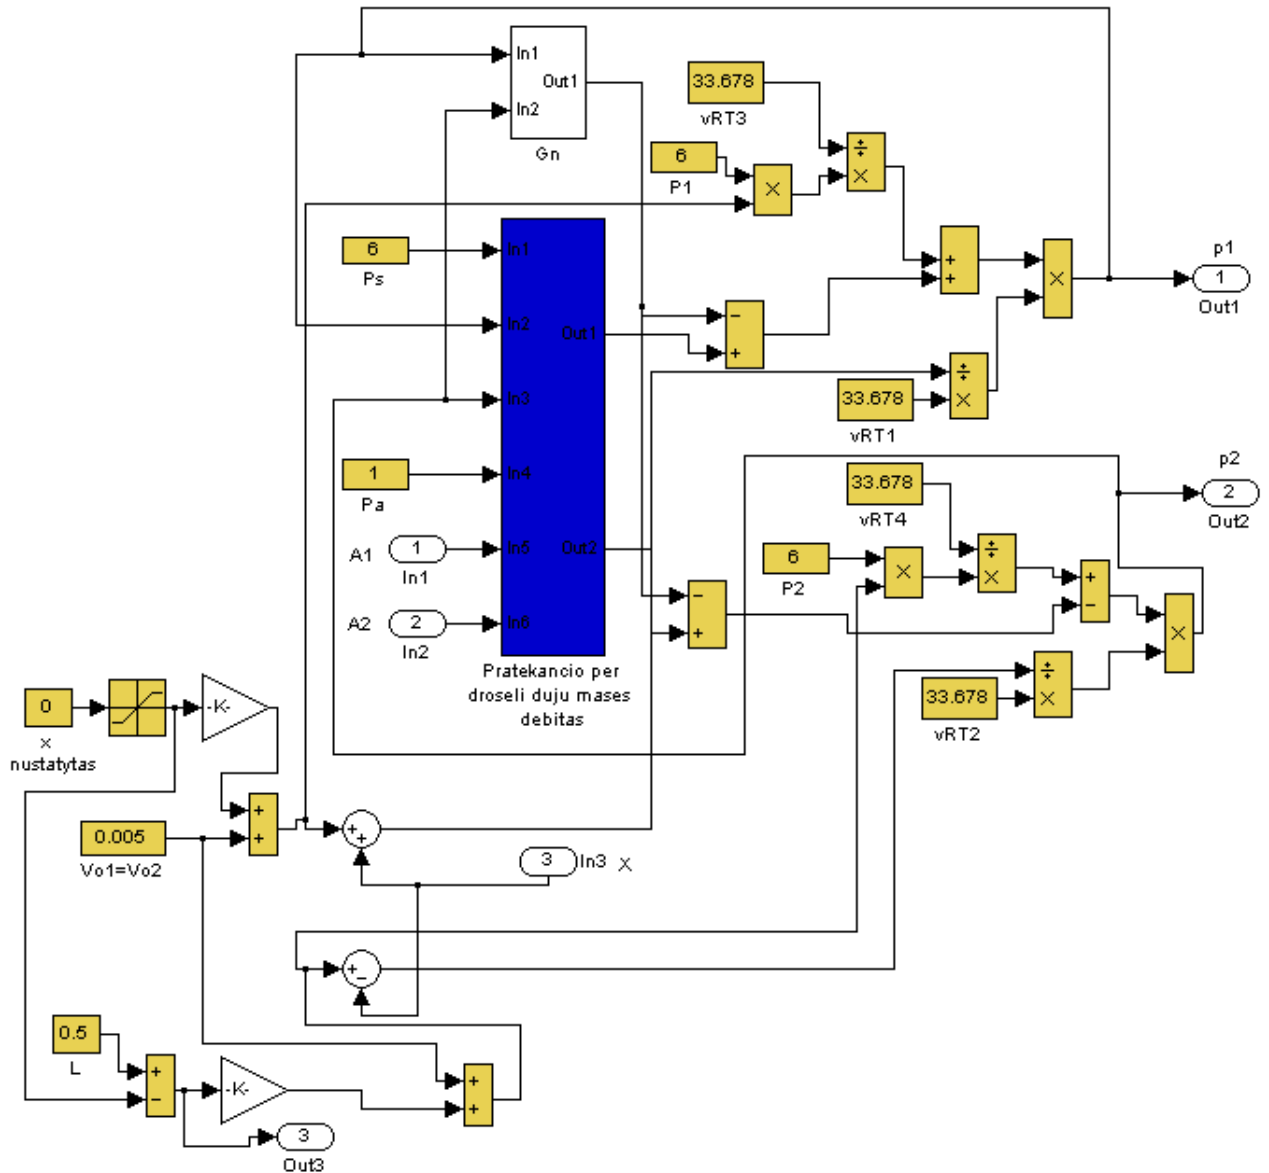 In1
Out1
In2
Gn
33.678
vRT3
÷
×
6
P1
×
6
Ps
In1
In2
Out1
In3
In4
Out2
In5
In6
Pratekancio per
droseli duju mases
debitas
+
+
×
p1
1
Out1
-
+
÷
×
33.678
vRT1
1
Pa
A1
1
In1
A2
2
In2
33.678
vRT4
p2
2
Out2
6
P2
×
÷
×
+
-
×
-
+
÷
×
33.678
vRT2
0
x
nustatytas
-K-
+
+
0.005
Vo1=Vo2
+
+
3
In3
x
+
-
0.5
L
+
-
-K-
+
+
3
Out3